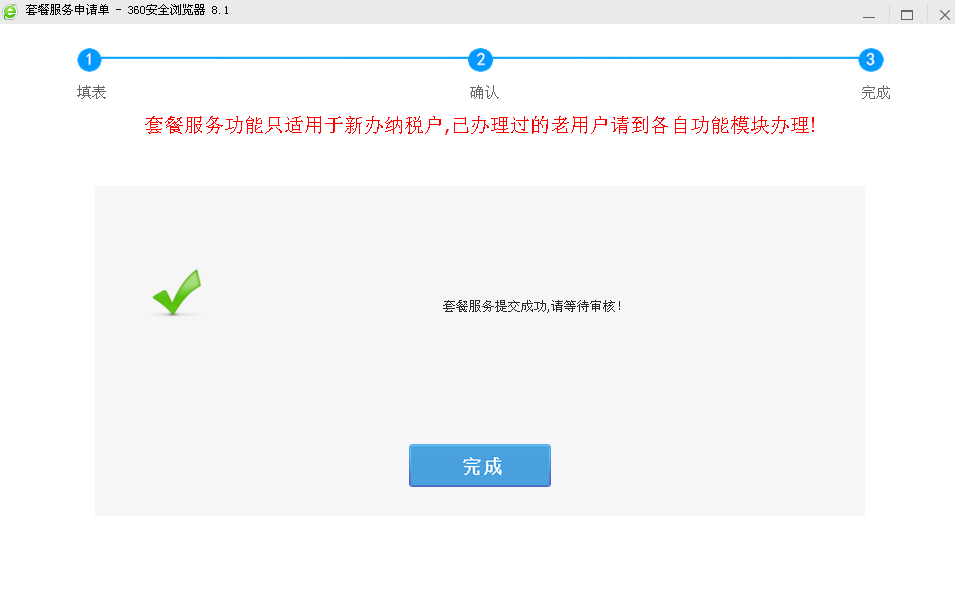 套餐服务申请单 - 360安全浏览器 8.1
1 2 3
填表 确认 完成
套餐服务功能只适用于新办纳税户,已办理过的老用户请到各自功能模块办理!
套餐服务提交成功,请等待审核!
完成